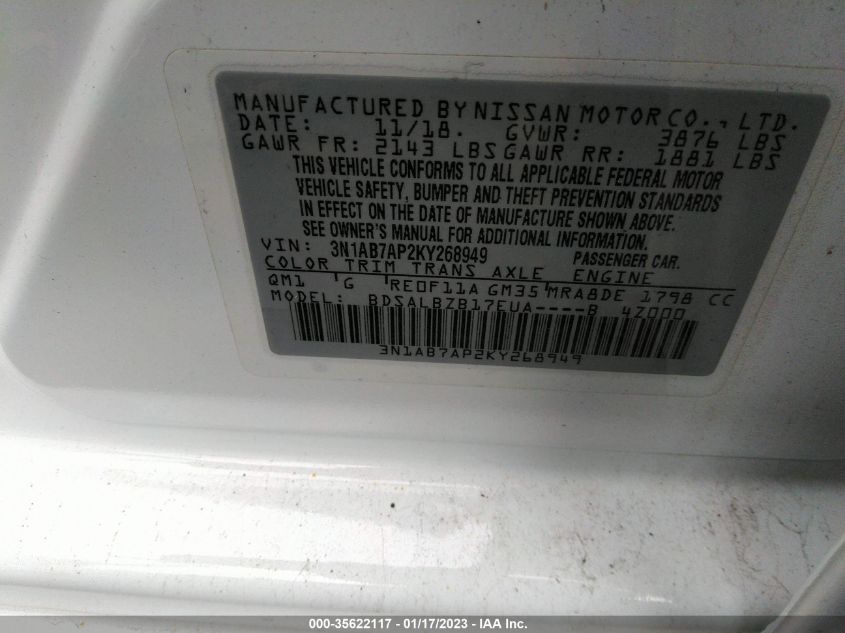 MANUFACTURED BY NISSAN MOTOR CO., LTD.
DATE: 11/18. GVWR: 3876 LBS
GAWR FR: 2143 LBS GAWR RR: 1881 LBS
THIS VEHICLE CONFORMS TO ALL APPLICABLE FEDERAL MOTOR
VEHICLE SAFETY, BUMPER AND THEFT PREVENTION STANDARDS
IN EFFECT ON THE DATE OF MANUFACTURE SHOWN ABOVE.
SEE OWNER'S MANUAL FOR ADDITIONAL INFORMATION.
VIN: 3N1AB7AP2KY268949 PASSENGER CAR.
COLOR TRIM TRANS AXLE ENGINE
QM1 G RE0F11A GM35 MRA8DE 1798 CC
MODEL: BDSALBZB17EUA----B 4Z000
3N1AB7AP2KY268949
000-35622117 - 01/17/2023 - IAA Inc.